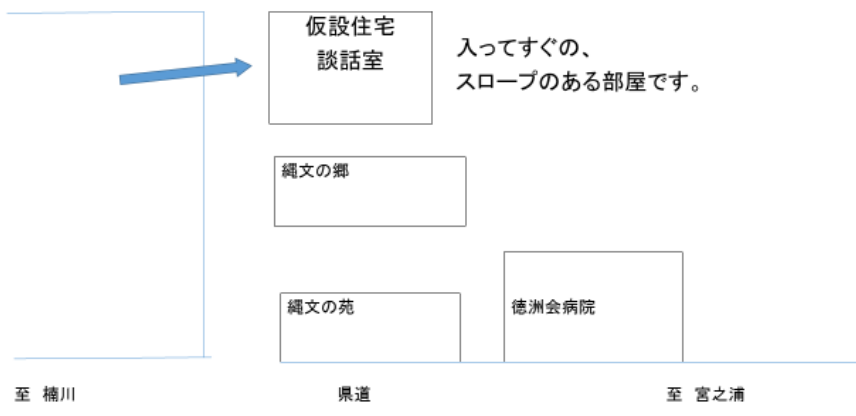 仮設住宅
談話室
入ってすぐの、
スロープのある部屋です。
縄文の郷
縄文の苑
徳洲会病院
至 楠川
県道
至 宮之浦